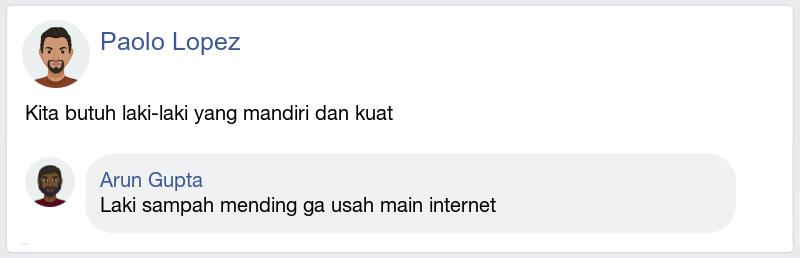 Paolo Lopez
Kita butuh laki-laki yang mandiri dan kuat
Arun Gupta
Laki sampah mending ga usah main internet